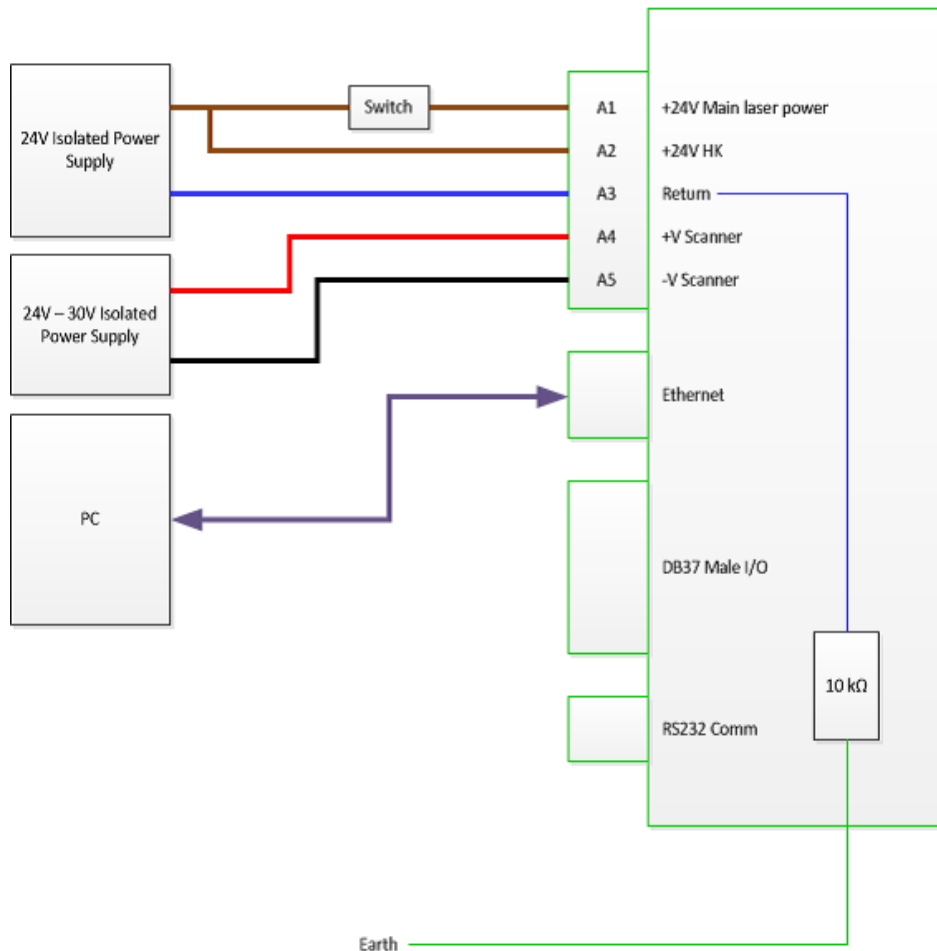 24V Isolated Power
Supply
Switch
A1
+24V Main laser power
A2
+24V HK
A3
Return
A4
+V Scanner
A5
-V Scanner
24V – 30V Isolated
Power Supply
Ethernet
PC
DB37 Male I/O
10 kΩ
RS232 Comm
Earth